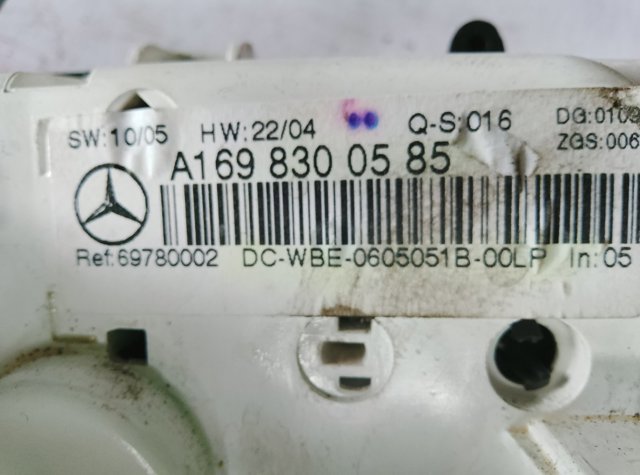 SW:10/05 HW:22/04 Q-S:016 DG:0103
ZGS:006
A169 830 05 85
Ref:69780002 DC-WBE-0605051B-00LP In:05